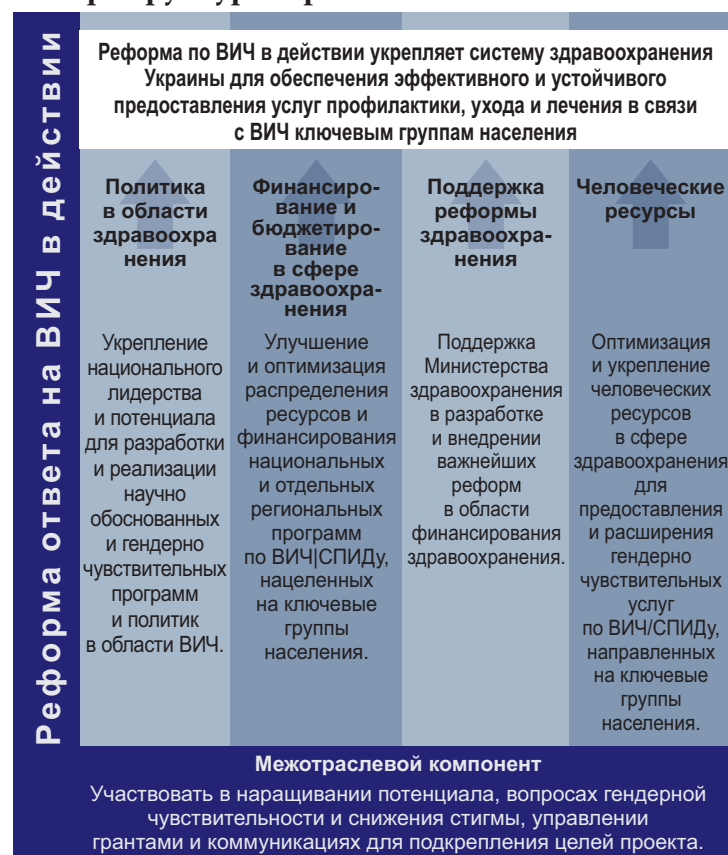 Реформа ответа на ВИЧ в действии
Реформа по ВИЧ в действии укрепляет систему здравоохранения
Украины для обеспечения эффективного и устойчивого
предоставления услуг профилактики, ухода и лечения в связи
с ВИЧ ключевым группам населения
Политика
в области
здравоохра
нения
Укрепление
национального
лидерства
и потенциала
для разработки
и реализации
научно
обоснованных
и гендерно
чувствительных
программ
и политик
в области ВИЧ.
Финансиро-
вание и
бюджетиро-
вание
в сфере
здравоохра-
нения
Улучшение
и оптимизация
распределения
ресурсов и
финансирования
национальных
и отдельных
региональных
программ
по ВИЧ|СПИДу,
нацеленных
на ключевые
группы
населения.
Поддержка
реформы
здравоохра-
нения
Поддержка
Министерства
здравоохранения
в разработке
и внедрении
важнейших
реформ
в области
финансирования
здравоохранения.
Человеческие
ресурсы
Оптимизация
и укрепление
человеческих
ресурсов
в сфере
здравоохранения
для
предоставления
и расширения
гендерно
чувствительных
услуг
по ВИЧ/СПИДу,
направленных
на ключевые
группы
населения.
Межотраслевой компонент
Участвовать в наращивании потенциала, вопросах гендерной
чувствительности и снижения стигмы, управлении
грантами и коммуникациях для подкрепления целей проекта.